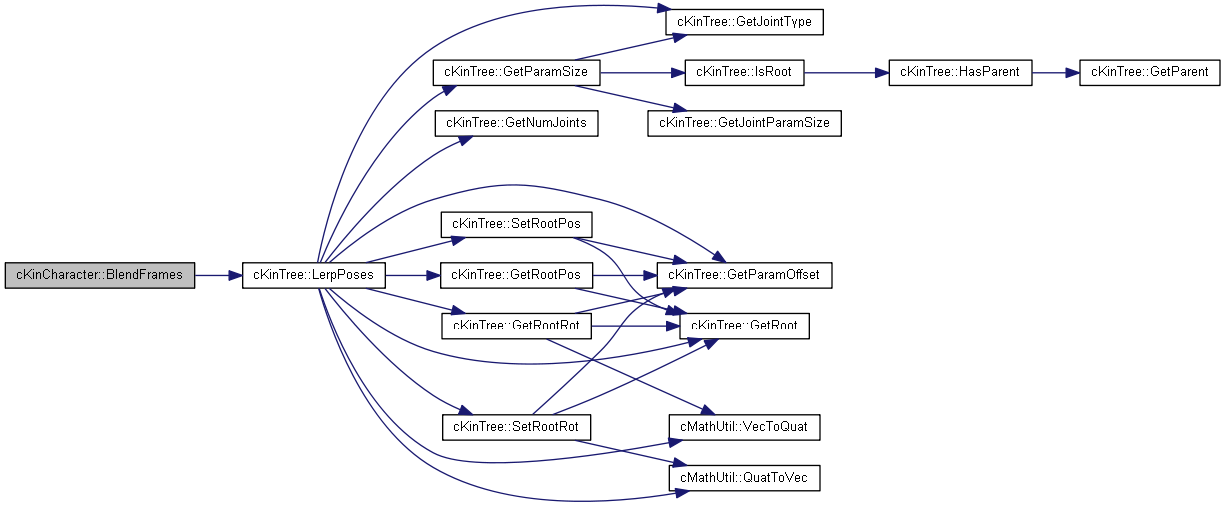 cKinTree::GetJointType
cKinTree::GetParamSize
cKinTree::IsRoot
cKinTree::HasParent
cKinTree::GetParent
cKinTree::GetNumJoints
cKinTree::GetJointParamSize
cKinTree::SetRootPos
cKinCharacter::BlendFrames
cKinTree::LerpPoses
cKinTree::GetRootPos
cKinTree::GetParamOffset
cKinTree::GetRootRot
cKinTree::GetRoot
cKinTree::SetRootRot
cMathUtil::VecToQuat
cMathUtil::QuatToVec